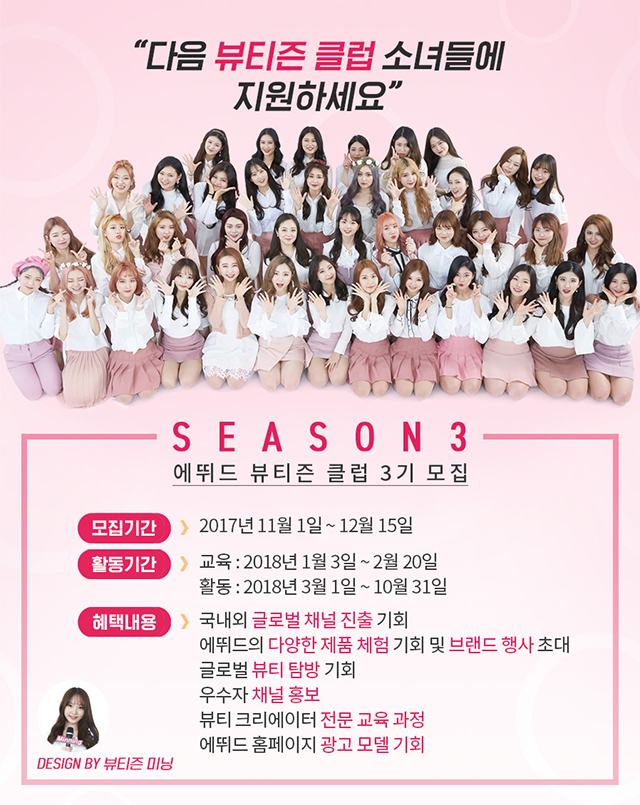 “다음 뷰티즌 클럽 소녀들에
지원하세요”
SEASON3
에뛰드 뷰티즌 클럽 3기 모집
모집기간 2017년 11월 1일 ~ 12월 15일
활동기간 교육 : 2018년 1월 3일 ~ 2월 20일
활동 : 2018년 3월 1일 ~ 10월 31일
혜택내용 국내외 글로벌 채널 진출 기회
에뛰드의 다양한 제품 체험 기회 및 브랜드 행사 초대
글로벌 뷰티 탐방 기회
우수자 채널 홍보
뷰티 크리에이터 전문 교육 과정
에뛰드 홈페이지 광고 모델 기회
DESIGN BY 뷰티즌 미닝